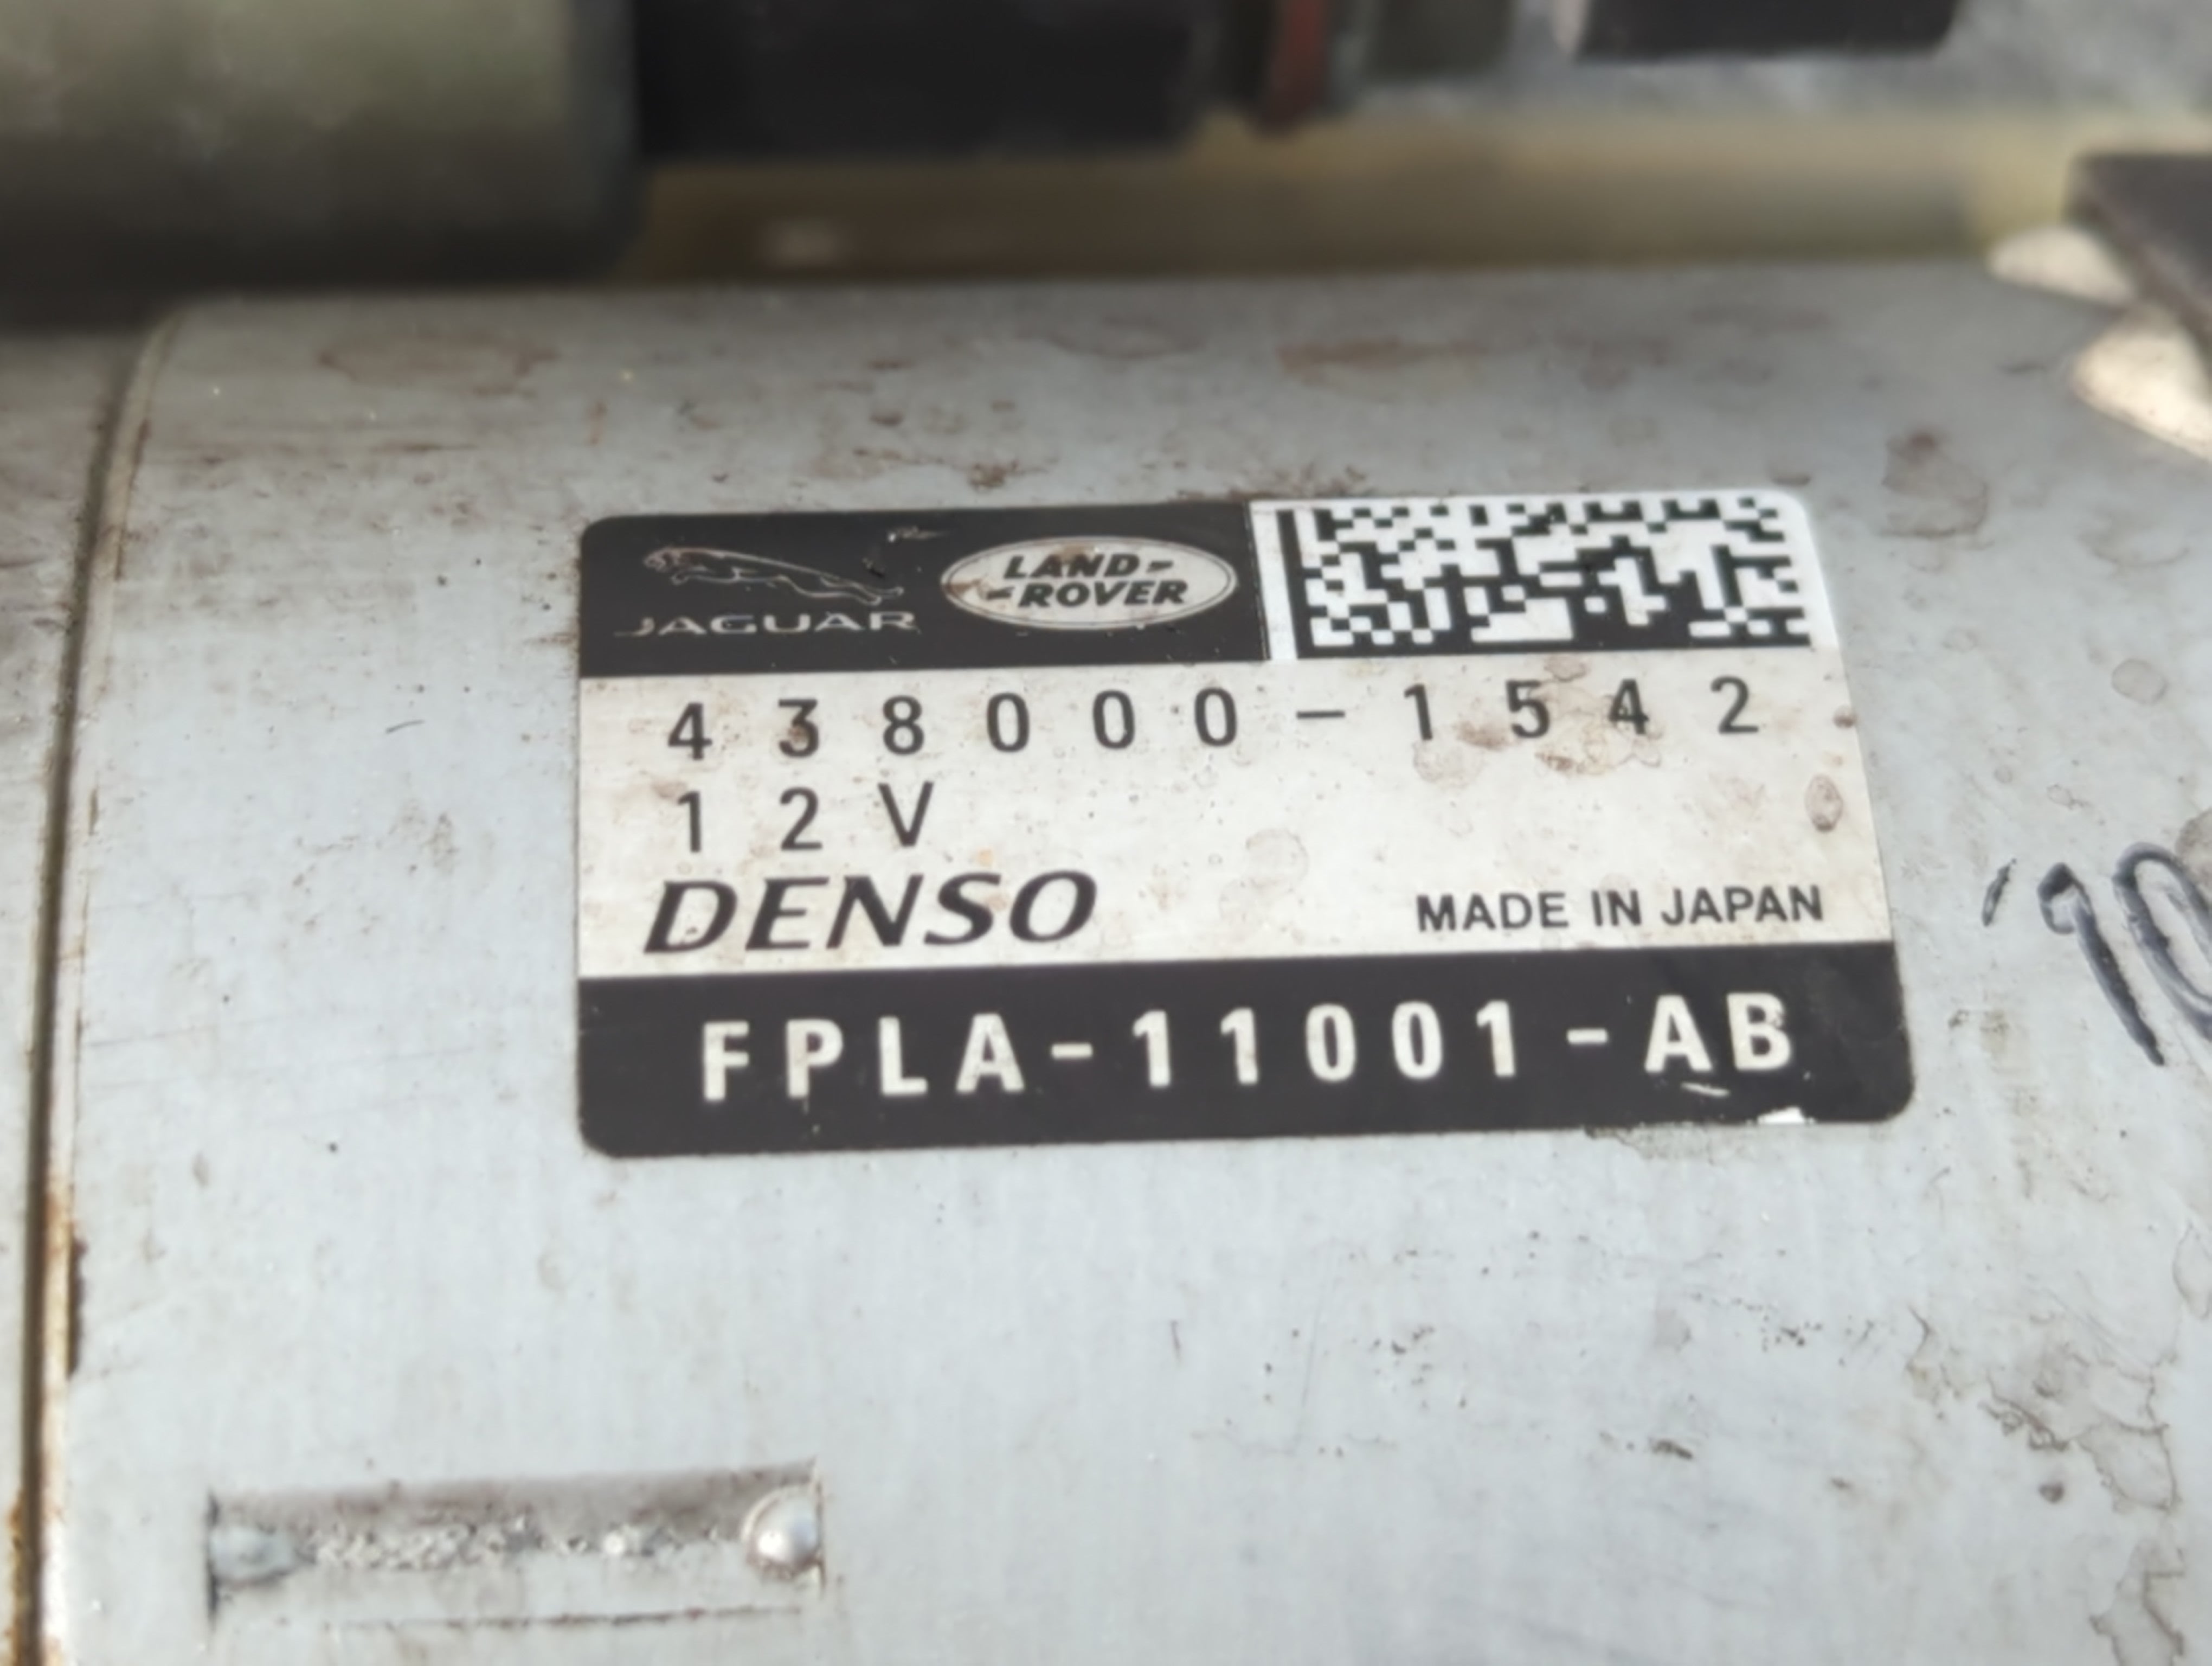 JAGUAR
LAND-
-ROVER
438000-1542
12V
DENSO
MADE IN JAPAN
FPLA-11001-AB